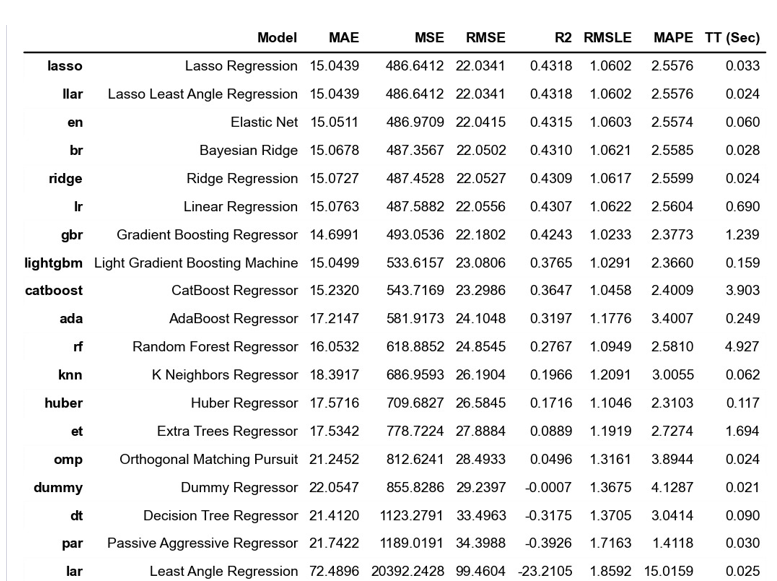 Model MAE MSE RMSE R2 RMSLE MAPE TT (Sec)
lasso Lasso Regression 15.0439 486.6412 22.0341 0.4318 1.0602 2.5576 0.033
llar Lasso Least Angle Regression 15.0439 486.6412 22.0341 0.4318 1.0602 2.5576 0.024
en Elastic Net 15.0511 486.9709 22.0415 0.4315 1.0603 2.5574 0.060
br Bayesian Ridge 15.0678 487.3567 22.0502 0.4310 1.0621 2.5585 0.028
ridge Ridge Regression 15.0727 487.4528 22.0527 0.4309 1.0617 2.5599 0.024
lr Linear Regression 15.0763 487.5882 22.0556 0.4307 1.0622 2.5604 0.690
gbr Gradient Boosting Regressor 14.6991 493.0536 22.1802 0.4243 1.0233 2.3773 1.239
lightgbm Light Gradient Boosting Machine 15.0499 533.6157 23.0806 0.3765 1.0291 2.3660 0.159
catboost CatBoost Regressor 15.2320 543.7169 23.2986 0.3647 1.0458 2.4009 3.903
ada AdaBoost Regressor 17.2147 581.9173 24.1048 0.3197 1.1776 3.4007 0.249
rf Random Forest Regressor 16.0532 618.8852 24.8545 0.2767 1.0949 2.5810 4.927
knn K Neighbors Regressor 18.3917 686.9593 26.1904 0.1966 1.2091 3.0055 0.062
huber Huber Regressor 17.5716 709.6827 26.5845 0.1716 1.1046 2.3103 0.117
et Extra Trees Regressor 17.5342 778.7224 27.8884 0.0889 1.1919 2.7274 1.694
omp Orthogonal Matching Pursuit 21.2452 812.6241 28.4933 0.0496 1.3161 3.8944 0.024
dummy Dummy Regressor 22.0547 855.8286 29.2397 -0.0007 1.3675 4.1287 0.021
dt Decision Tree Regressor 21.4120 1123.2791 33.4963 -0.3175 1.3705 3.0414 0.090
par Passive Aggressive Regressor 21.7422 1189.0191 34.3988 -0.3926 1.7163 1.4118 0.030
lar Least Angle Regression 72.4896 20392.2428 99.4604 -23.2105 1.8592 15.0159 0.025